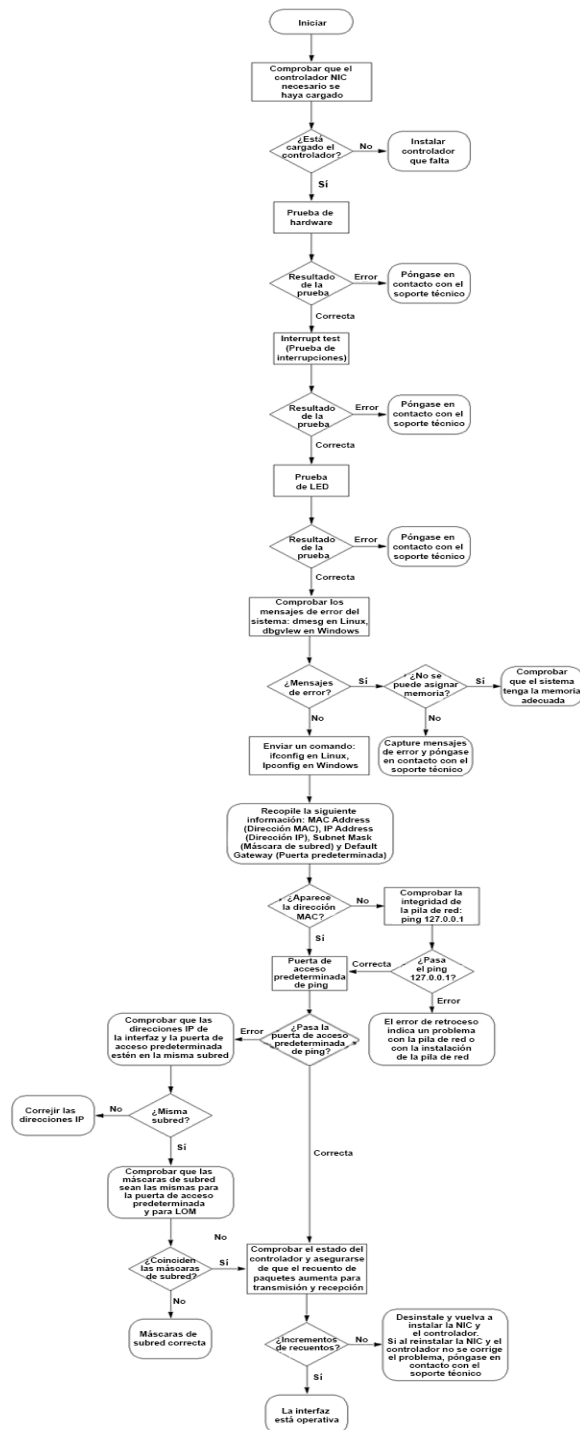 Iniciar
Comprobar que el
controlador NIC
necesario se
haya cargado
¿Está
cargado el
controlador?
No
Instalar
controlador
que falta
Sí
Prueba de
hardware
Resultado
de la
prueba
Error
Póngase en
contacto con el
soporte técnico
Correcta
Interrupt test
(Prueba de
interrupciones)
Resultado
de la
prueba
Error
Póngase en
contacto con el
soporte técnico
Correcta
Prueba
de LED
Resultado
de la
prueba
Error
Póngase en
contacto con el
soporte técnico
Correcta
Comprobar los
mensajes de error del
sistema: dmesg en Linux,
dbgvlew en Windows
¿Mensajes
de error?
Sí
¿No se
puede asignar
memoria?
Sí
Comprobar
que el sistema
tenga la memoria
adecuada
No
No
Enviar un comando:
ifconfig en Linux,
Ipconfig en Windows
Capture mensajes
de error y póngase
en contacto con el
soporte técnico
Recopile la siguiente
información: MAC Address
(Dirección MAC), IP Address
(Dirección IP), Subnet Mask
(Máscara de subred) y Default
Gateway (Puerta predeterminada)
¿Aparece
la dirección
MAC?
No
Comprobar la
integridad de
la pila de red:
ping 127.0.0.1
Sí
Puerta de
acceso
predeterminada
de ping
Correcta
¿Pasa
el ping
127.0.0.1?
Error
El error de retroceso
indica un problema
con la pila de red o
con la instalación
de la pila de red
¿Pasa la
puerta de acceso
predeterminada
de ping?
Error
Comprobar que las
direcciones IP de
la interfaz y la puerta de
acceso predeterminada
estén en la misma subred
¿Misma
subred?
No
Correjir las
direcciones IP
Sí
Correcta
Comprobar que las
máscaras de subred
sean las mismas para
la puerta de acceso
predeterminada
y para LOM
No
¿Coinciden
las máscaras
de subred?
Sí
Comprobar el estado del
controlador y asegurarse
de que el recuento de
paquetes aumenta para
transmisión y recepción
No
Máscaras de
subred correcta
¿Incrementos
de recuentos?
No
Desinstale y vuelva a
instalar la NIC y
el controlador.
Si al reinstalar la NIC y el
controlador no se corrige
el problema, póngase en
contacto con el
soporte técnico
Sí
La interfaz
está operativa